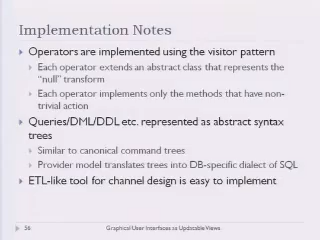 Implementation Notes
Operators are implemented using the visitor pattern
Each operator extends an abstract class that represents the
"null" transform
Each operator implements only the methods that have non-
trivial action
Queries/DML/DDL etc. represented as abstract syntax
trees
Similar to canonical command trees
Provider model translates trees into DB-specific dialect of SQL
ETL-like tool for channel design is easy to implement
56 Graphical User Interfaces as Updatable Views